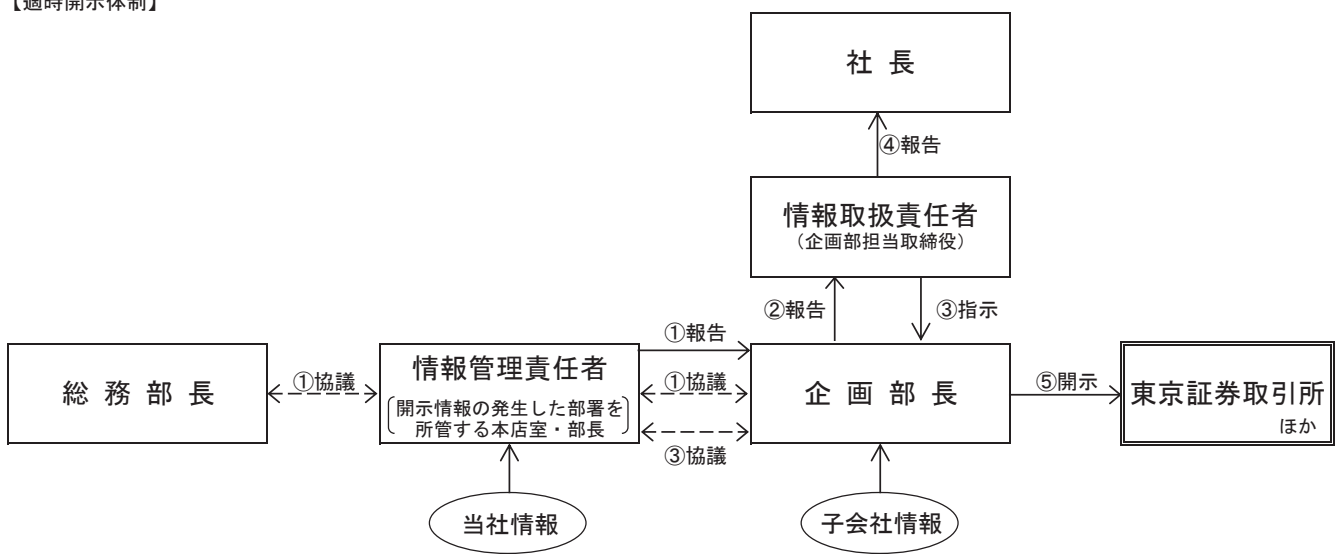 【適時開示体制】
社長
④報告
情報取扱責任者
（企画部担当取締役）
②報告
③指示
①報告
総務部長
①協議
情報管理責任者
開示情報の発生した部署を
所管する本店室・部長
①協議
③協議
企画部長
⑤開示
東京証券取引所
ほか
当社情報
子会社情報